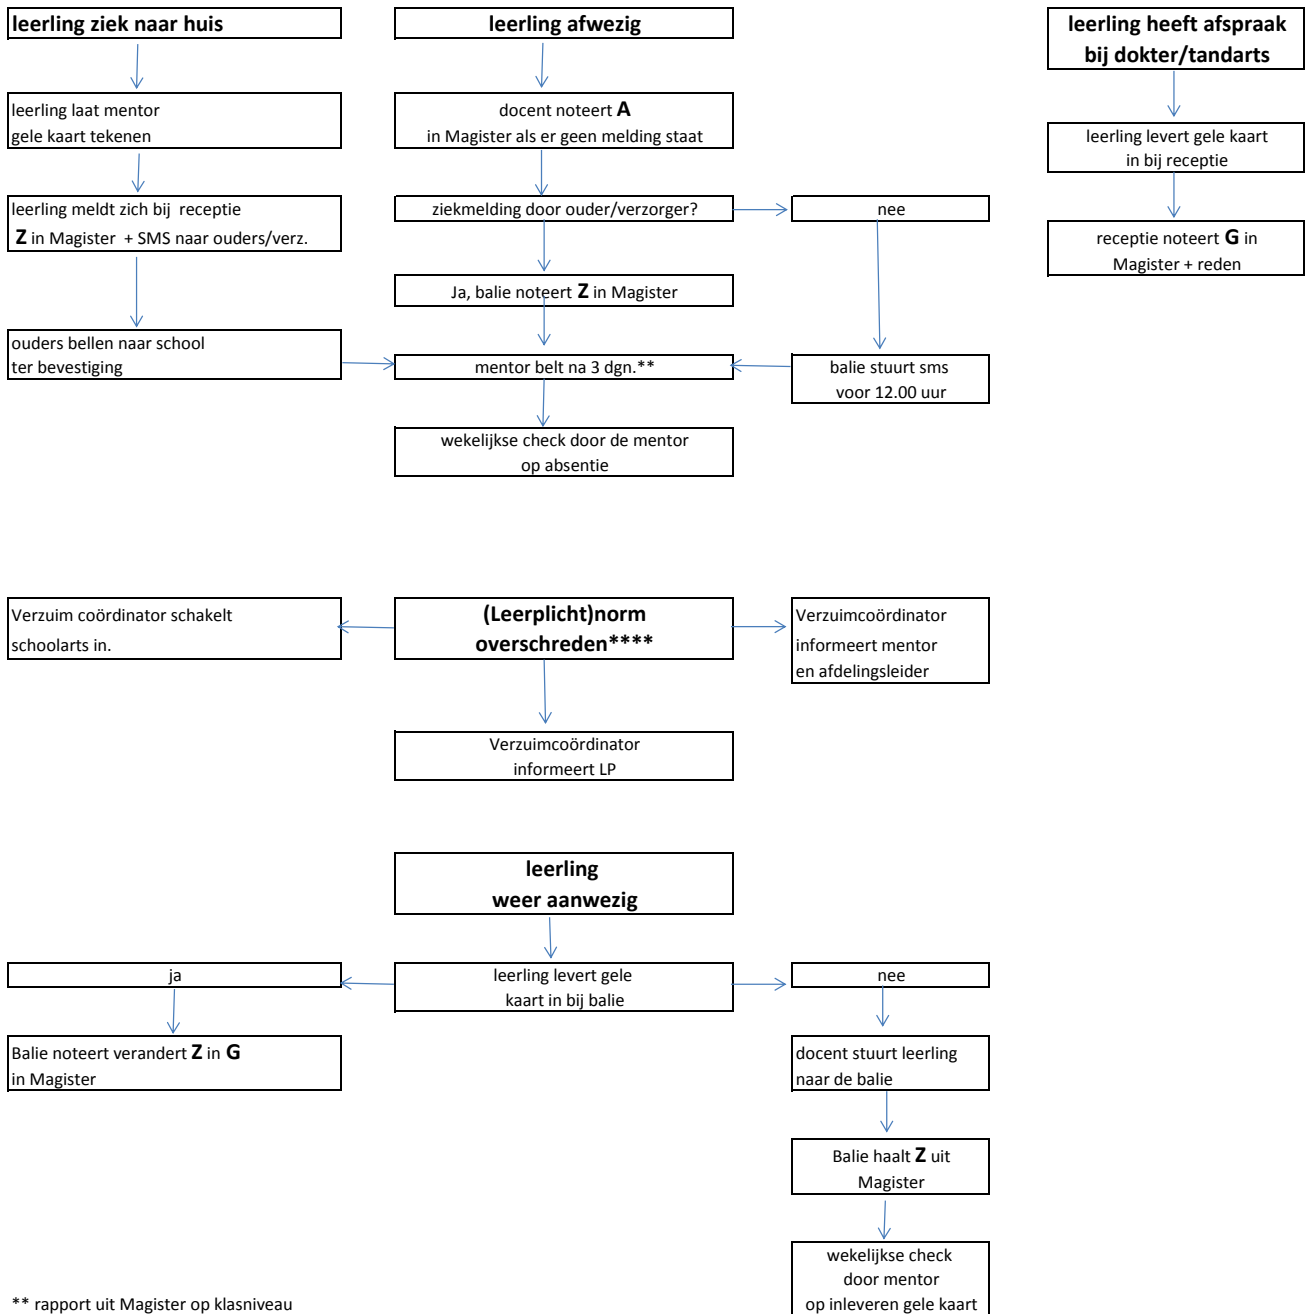 leerling ziek naar huis
leerling laat mentor
gele kaart tekenen
leerling meldt zich bij receptie
Z in Magister + SMS naar ouders/verz.
ouders bellen naar school
ter bevestiging
leerling afwezig
docent noteert A
in Magister als er geen melding staat
ziekmelding door ouder/verzorger?
nee
Ja, balie noteert Z in Magister
mentor belt na 3 dgn.**
balie stuurt sms
voor 12.00 uur
wekelijkse check door de mentor
op absentie
leerling heeft afspraak
bij dokter/tandarts
leerling levert gele kaart
in bij receptie
receptie noteert G in
Magister + reden
Verzuim coördinator schakelt
schoolarts in.
(Leerplicht)norm
overschreden****
Verzuimcoördinator
informeert mentor
en afdelingsleider
Verzuimcoördinator
informeert LP
leerling
weer aanwezig
ja
leerling levert gele
kaart in bij balie
nee
Balie noteert verandert Z in G
in Magister
docent stuurt leerling
naar de balie
Balie haalt Z uit
Magister
wekelijkse check
door mentor
op inleveren gele kaart
** rapport uit Magister op klasniveau